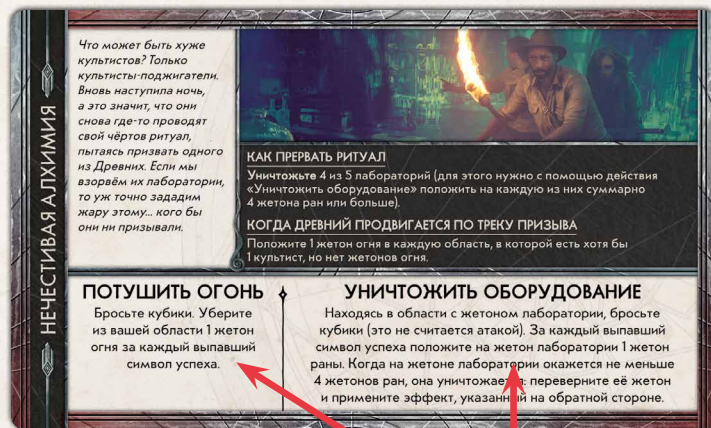 НЕЧЕСТИВАЯ АЛХИМИЯ
Что может быть хуже
культистов? Только
культисты-поджигатели.
Вновь наступила ночь,
а это значит, что они
снова где-то проводят
свой чёртов ритуал,
пытаясь призвать одного
из Древних. Если мы
взорвём их лаборатории,
то уж точно зададим
жару этому... кого бы
они ни призывали.
КАК ПРЕРВАТЬ РИТУАЛ
Уничтожьте 4 из 5 лабораторий (для этого нужно с помощью действия
«Уничтожить оборудование» положить на каждую из них суммарно
4 жетона ран или больше).
КОГДА ДРЕВНИЙ ПРОДВИГАЕТСЯ ПО ТРЕКУ ПРИЗЫВА
Положите 1 жетон огня в каждую область, в которой есть хотя бы
1 культист, но нет жетонов огня.
ПОТУШИТЬ ОГОНЬ
Бросьте кубики. Уберите
из вашей области 1 жетон
огня за каждый выпавший
символ успеха.
УНИЧТОЖИТЬ ОБОРУДОВАНИЕ
Находясь в области с жетоном лаборатории, бросьте
кубики (это не считается атакой). За каждый выпавший
символ успеха положите на жетон лаборатории 1 жетон
раны. Когда на жетоне лаборатории окажется не меньше
4 жетонов ран, она уничтожается: переверните её жетон
и примените эффект, указанный на обратной стороне.